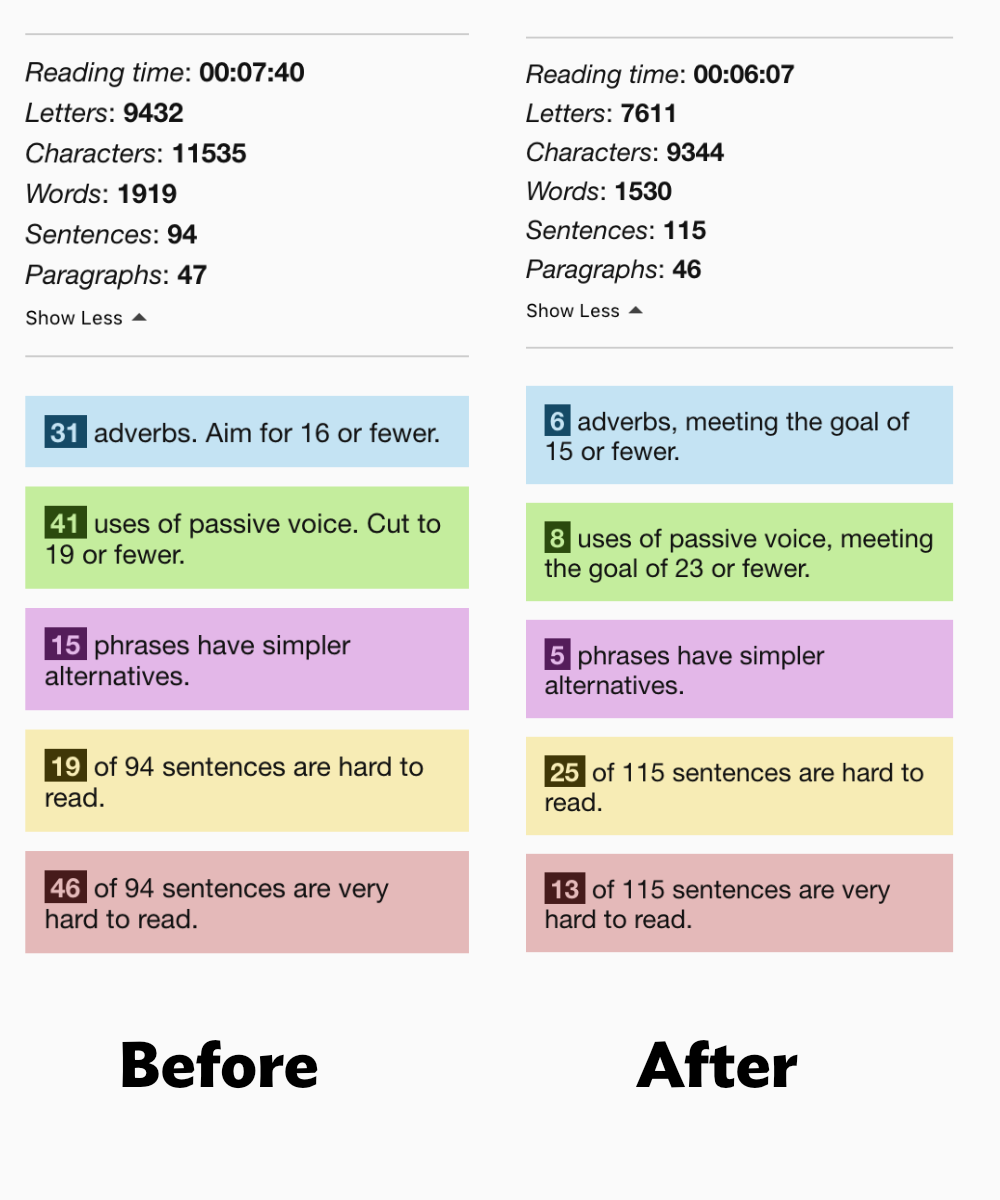 Reading time: 00:07:40
Letters: 9432
Characters: 11535
Words: 1919
Sentences: 94
Paragraphs: 47
Show Less
31 adverbs. Aim for 16 or fewer.
41 uses of passive voice. Cut to
19 or fewer.
15 phrases have simpler
alternatives.
19 of 94 sentences are hard to
read.
46 of 94 sentences are very
hard to read.
Before
Reading time: 00:06:07
Letters: 7611
Characters: 9344
Words: 1530
Sentences: 115
Paragraphs: 46
Show Less
6 adverbs, meeting the goal of
15 or fewer.
8 uses of passive voice, meeting
the goal of 23 or fewer.
5 phrases have simpler
alternatives.
25 of 115 sentences are hard to
read.
13 of 115 sentences are very
hard to read.
After